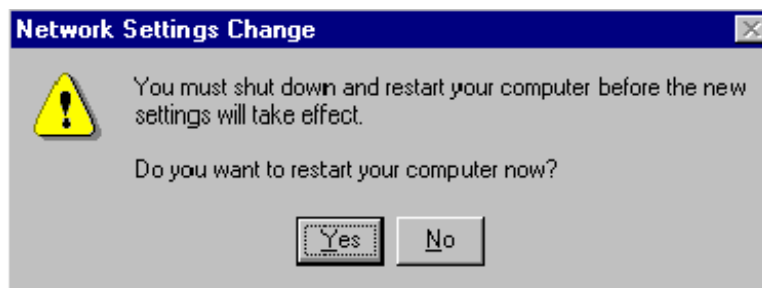 Network Settings Change
You must shut down and restart your computer before the new
settings will take effect.
Do you want to restart your computer now?
Yes No